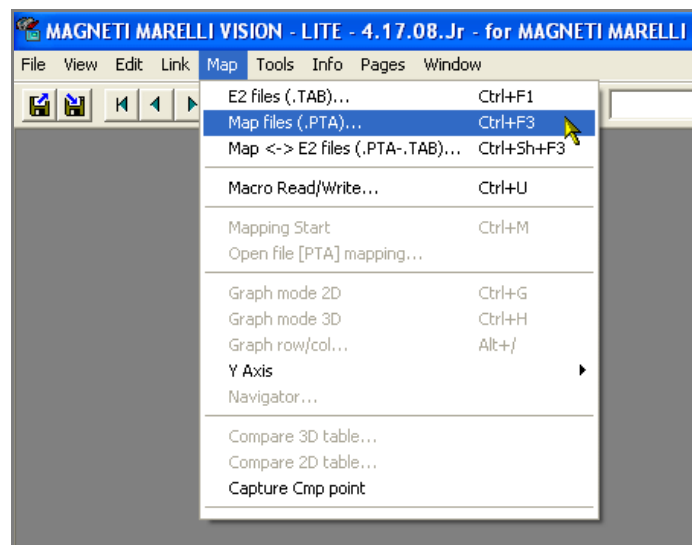 MAGNETI MARELLI VISION - LITE - 4.17.08.Jr - for MAGNETI MARELLI
File View Edit Link Map Tools Info Pages Window
E2 files (.TAB)... Ctrl+F1
Map files (.PTA)... Ctrl+F3
Map <-> E2 files (.PTA-.TAB)... Ctrl+Sh+F3
Macro Read/Write... Ctrl+U
Mapping Start Ctrl+M
Open file [PTA] mapping...
Graph mode 2D Ctrl+G
Graph mode 3D Ctrl+H
Graph row/col... Alt+/
Y Axis
Navigator...
Compare 3D table...
Compare 2D table...
Capture Cmp point